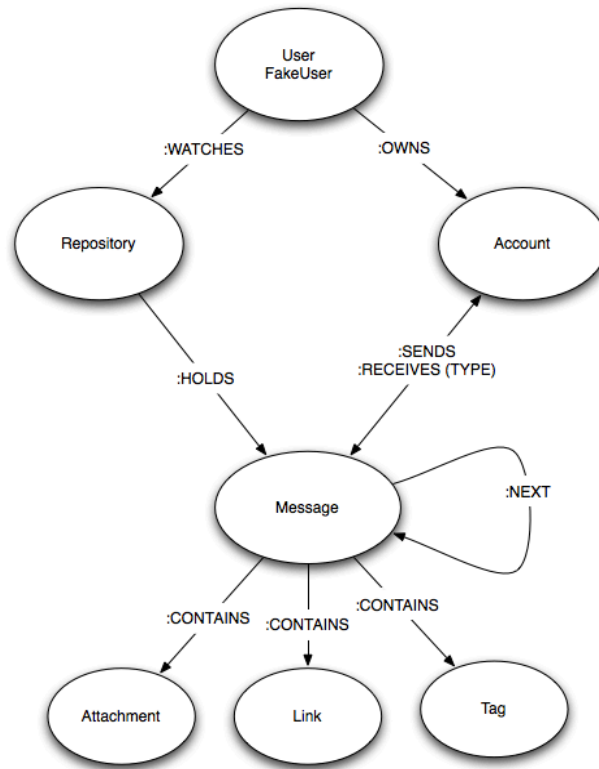 User
FakeUser
:WATCHES
:OWNS
Repository
Account
:SENDS
:RECEIVES (TYPE)
:HOLDS
Message
:NEXT
:CONTAINS
:CONTAINS
:CONTAINS
Attachment
Link
Tag